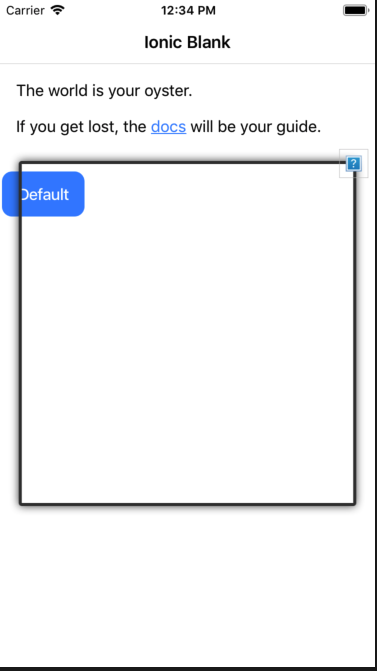 Carrier 12:34 PM
Ionic Blank
The world is your oyster.
If you get lost, the docs will be your guide.
?
Default